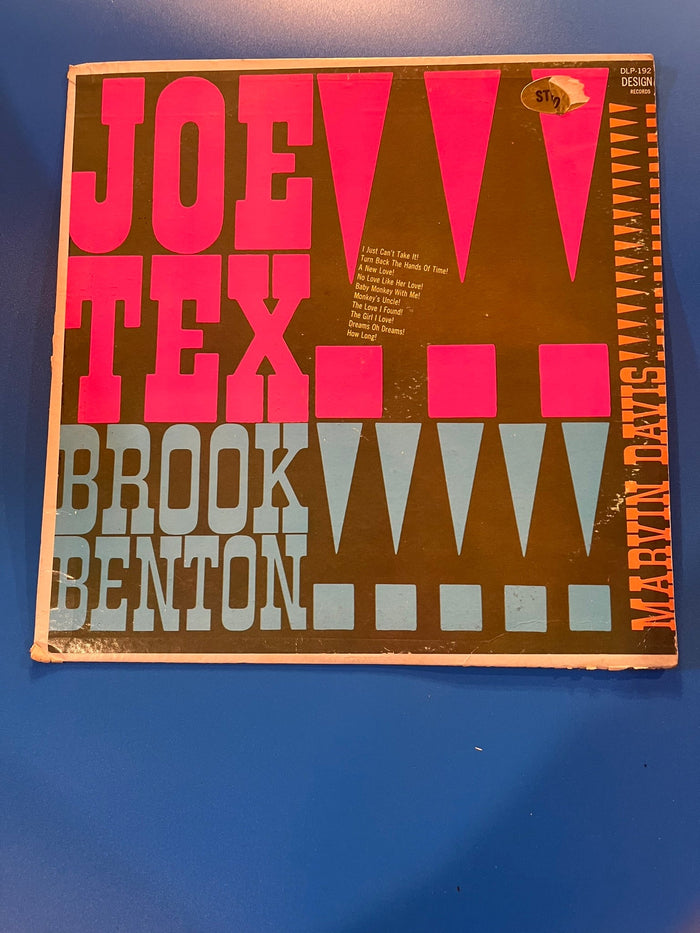 DLP-192
DESIGN
RECORDS
JOE!!!
TEX
I Just Can't Take It!
Turn Back The Hands Of Time!
A New Love!
No Love Like Her Love!
Baby Monkey With Me!
Monkey's Uncle!
The Love I Found!
The Girl I Love!
Dreams Oh Dreams!
How Long!
BROOK!!!!!
BENTON
MARVIN DAVIS